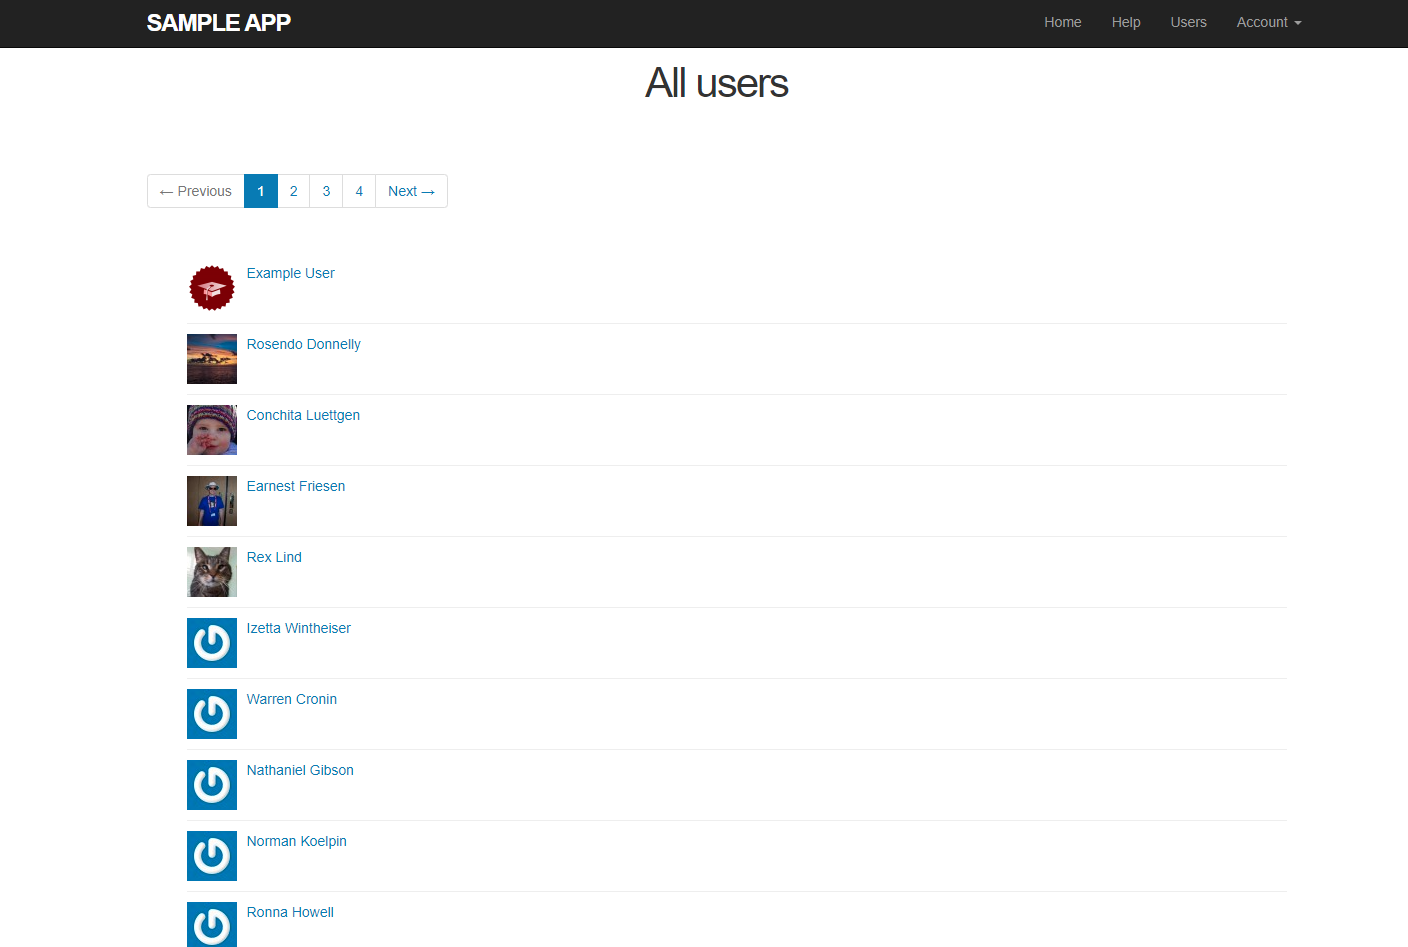 SAMPLE APP Home Help Users Account
All users
← Previous 1 2 3 4 Next →
Example User
Rosendo Donnelly
Conchita Luettgen
Earnest Friesen
Rex Lind
Izetta Wintheiser
Warren Cronin
Nathaniel Gibson
Norman Koelpin
Ronna Howell